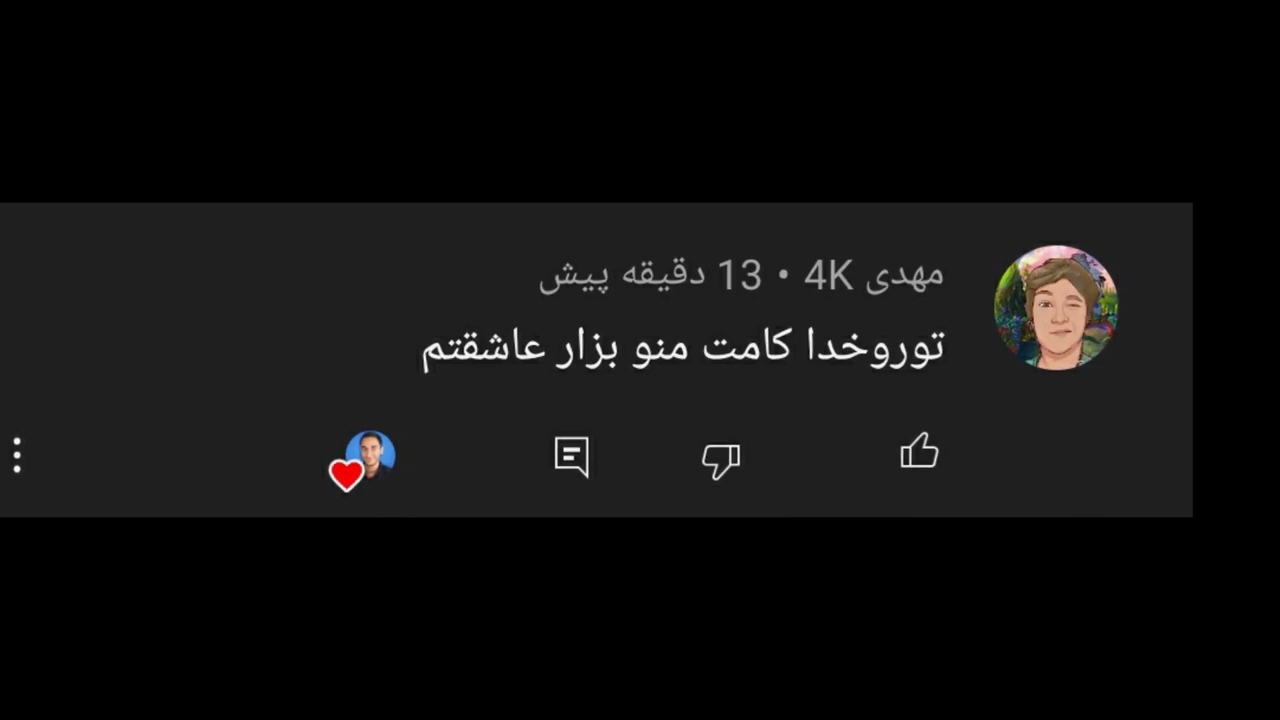 مهدی 4K • 13 دقیقه پیش
توروخدا کامت منو بزار عاشقتم